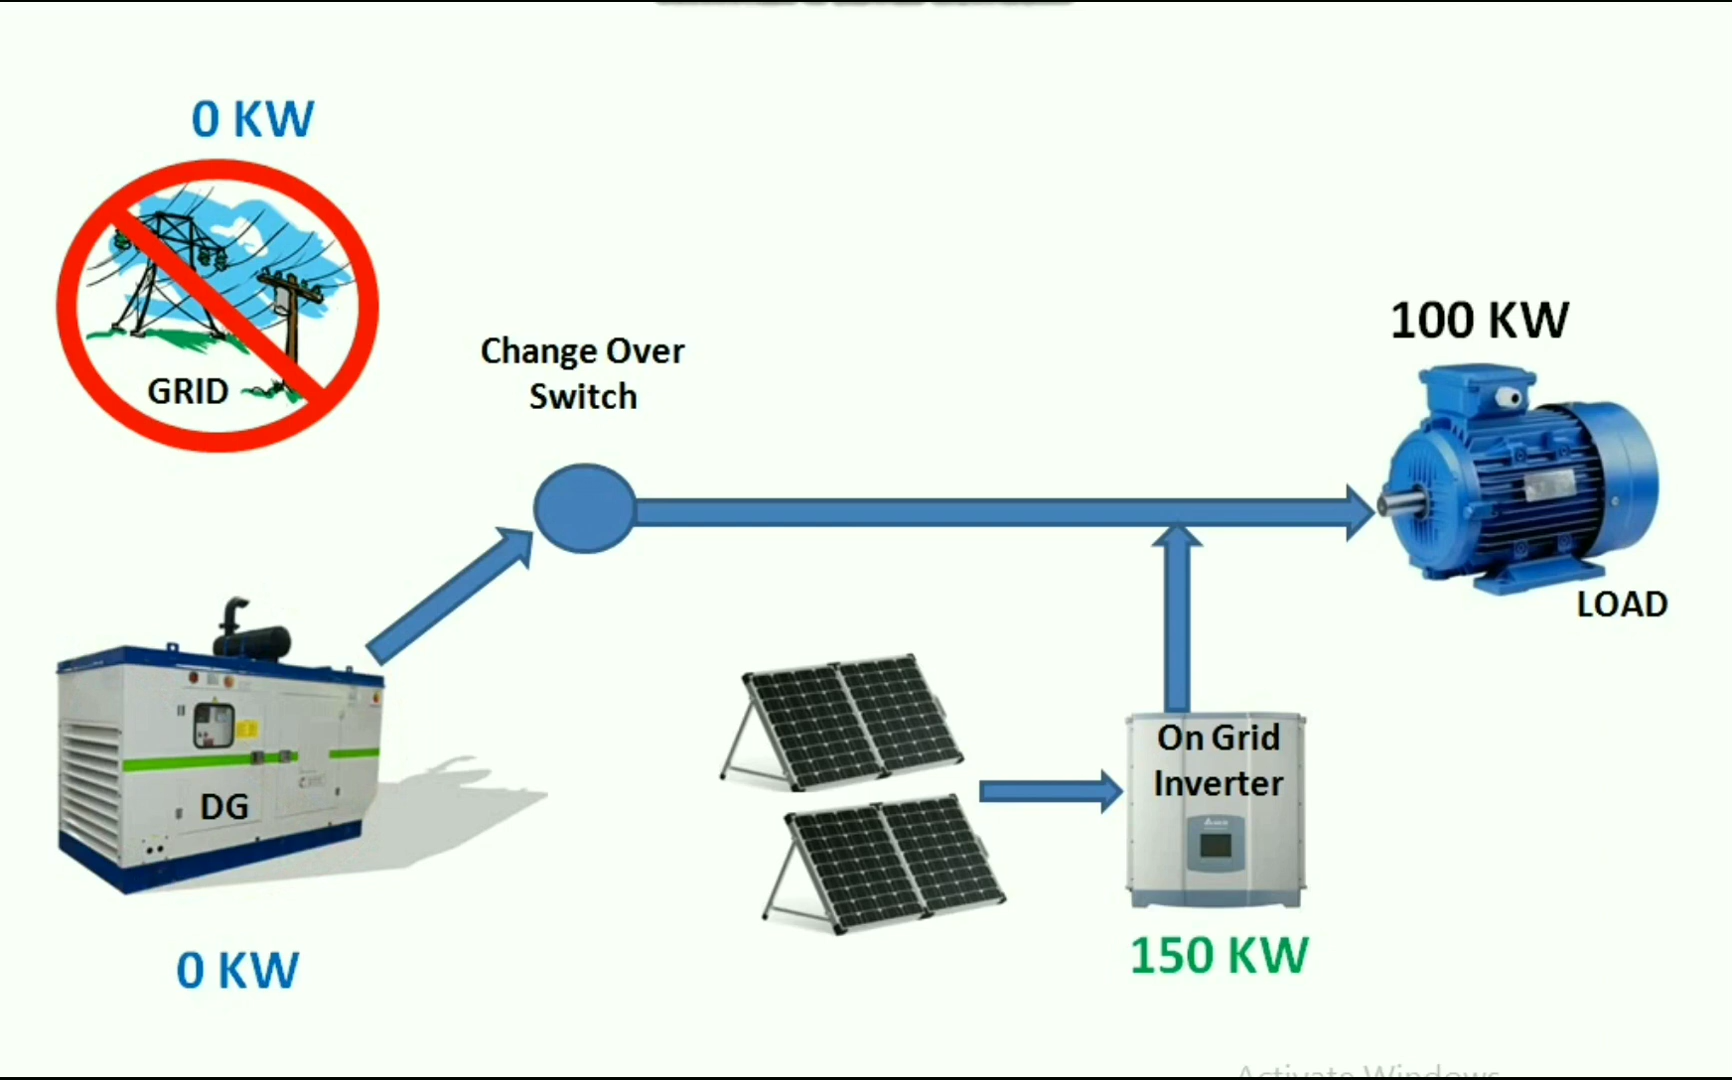 0 KW
GRID
Change Over
Switch
100 KW
LOAD
DG
0 KW
On Grid
Inverter
150 KW